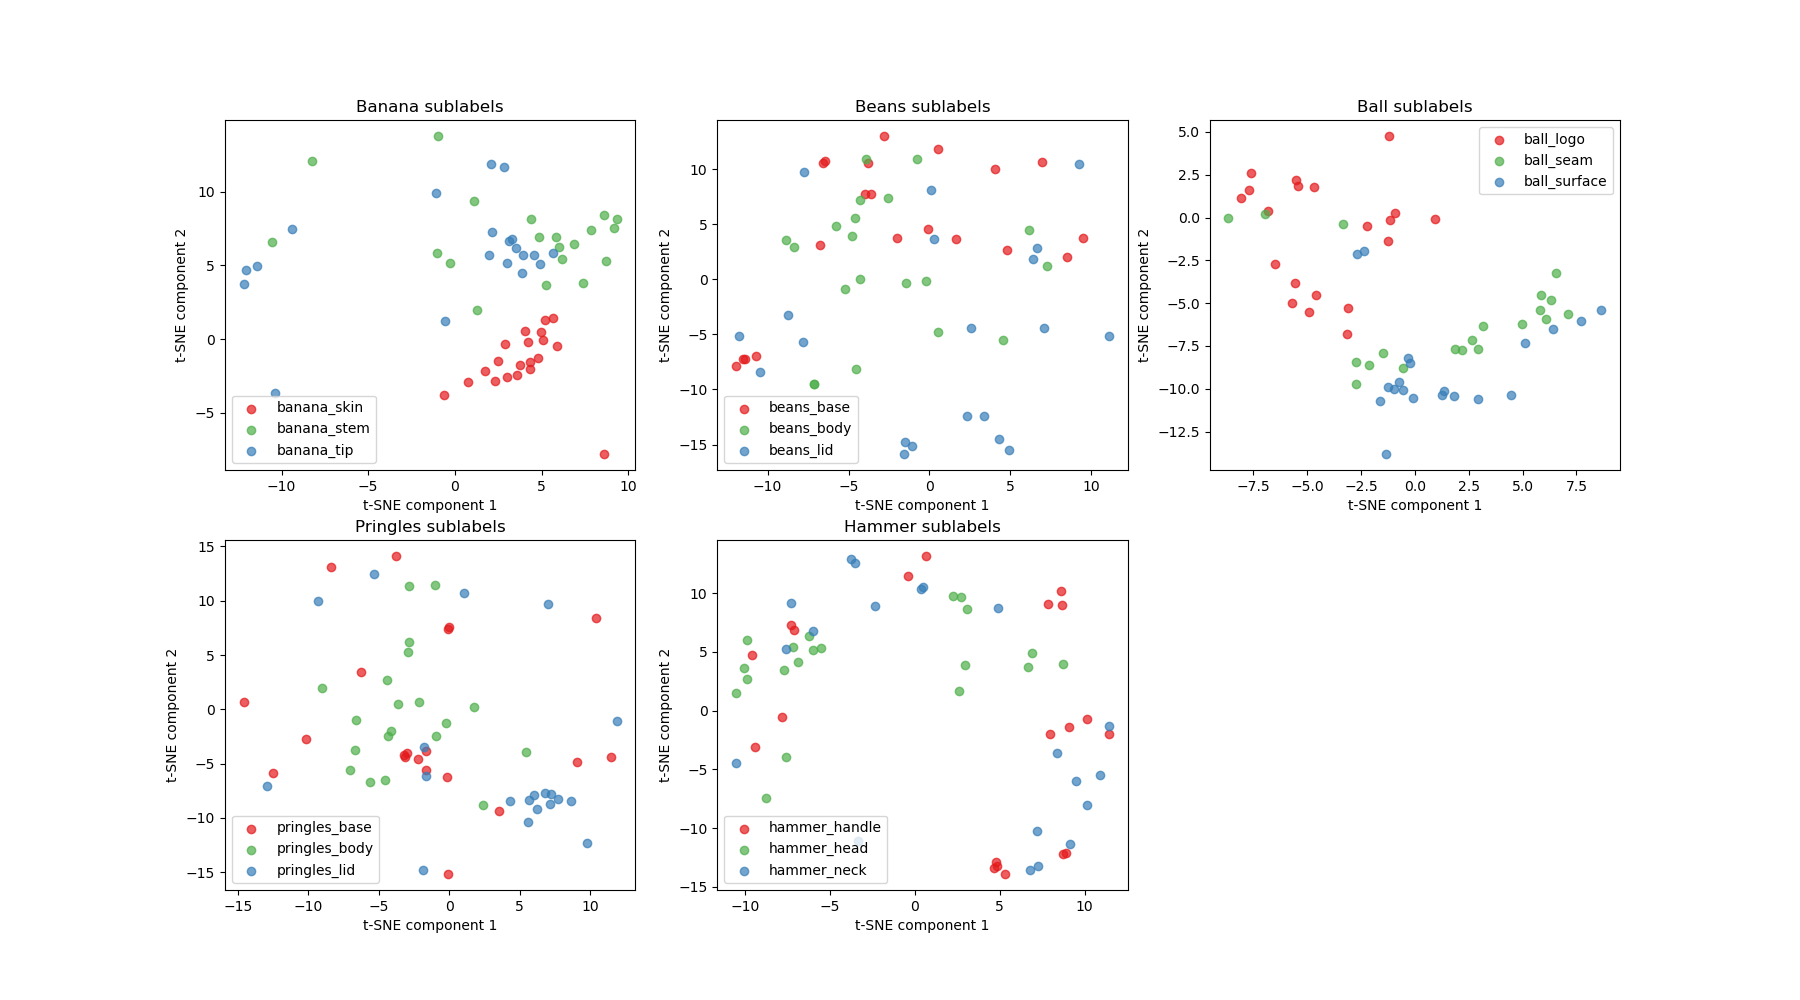 Banana sublabels
t-SNE component 2
10
5
0
−5
−10
−5
0
5
10
t-SNE component 1
banana_skin
banana_stem
banana_tip
Beans sublabels
t-SNE component 2
10
5
0
−5
−10
−15
−10
−5
0
5
10
t-SNE component 1
beans_base
beans_body
beans_lid
Ball sublabels
t-SNE component 2
5.0
2.5
0.0
−2.5
−5.0
−7.5
−10.0
−12.5
−7.5
−5.0
−2.5
0.0
2.5
5.0
7.5
t-SNE component 1
ball_logo
ball_seam
ball_surface
Pringles sublabels
t-SNE component 2
15
10
5
0
−5
−10
−15
−15
−10
−5
0
5
10
t-SNE component 1
pringles_base
pringles_body
pringles_lid
Hammer sublabels
t-SNE component 2
10
5
0
−5
−10
−15
−10
−5
0
5
10
t-SNE component 1
hammer_handle
hammer_head
hammer_neck